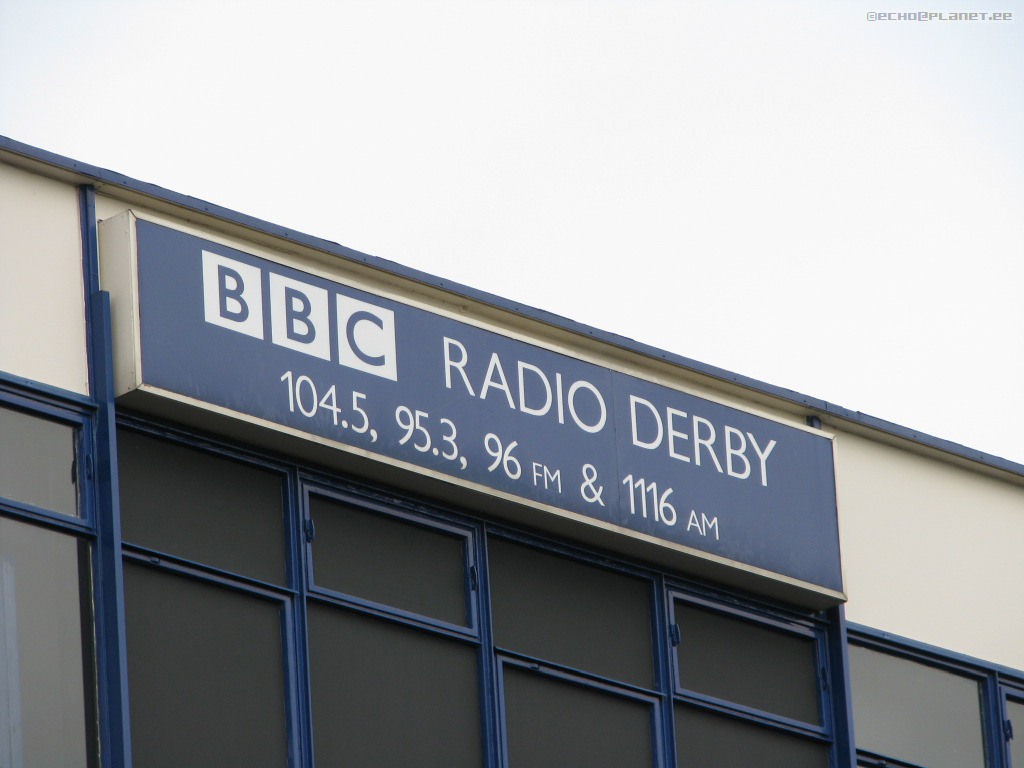 ©ECHO@PLANET.EE
BBC RADIO DERBY
104.5, 95.3, 96 FM & 1116 AM